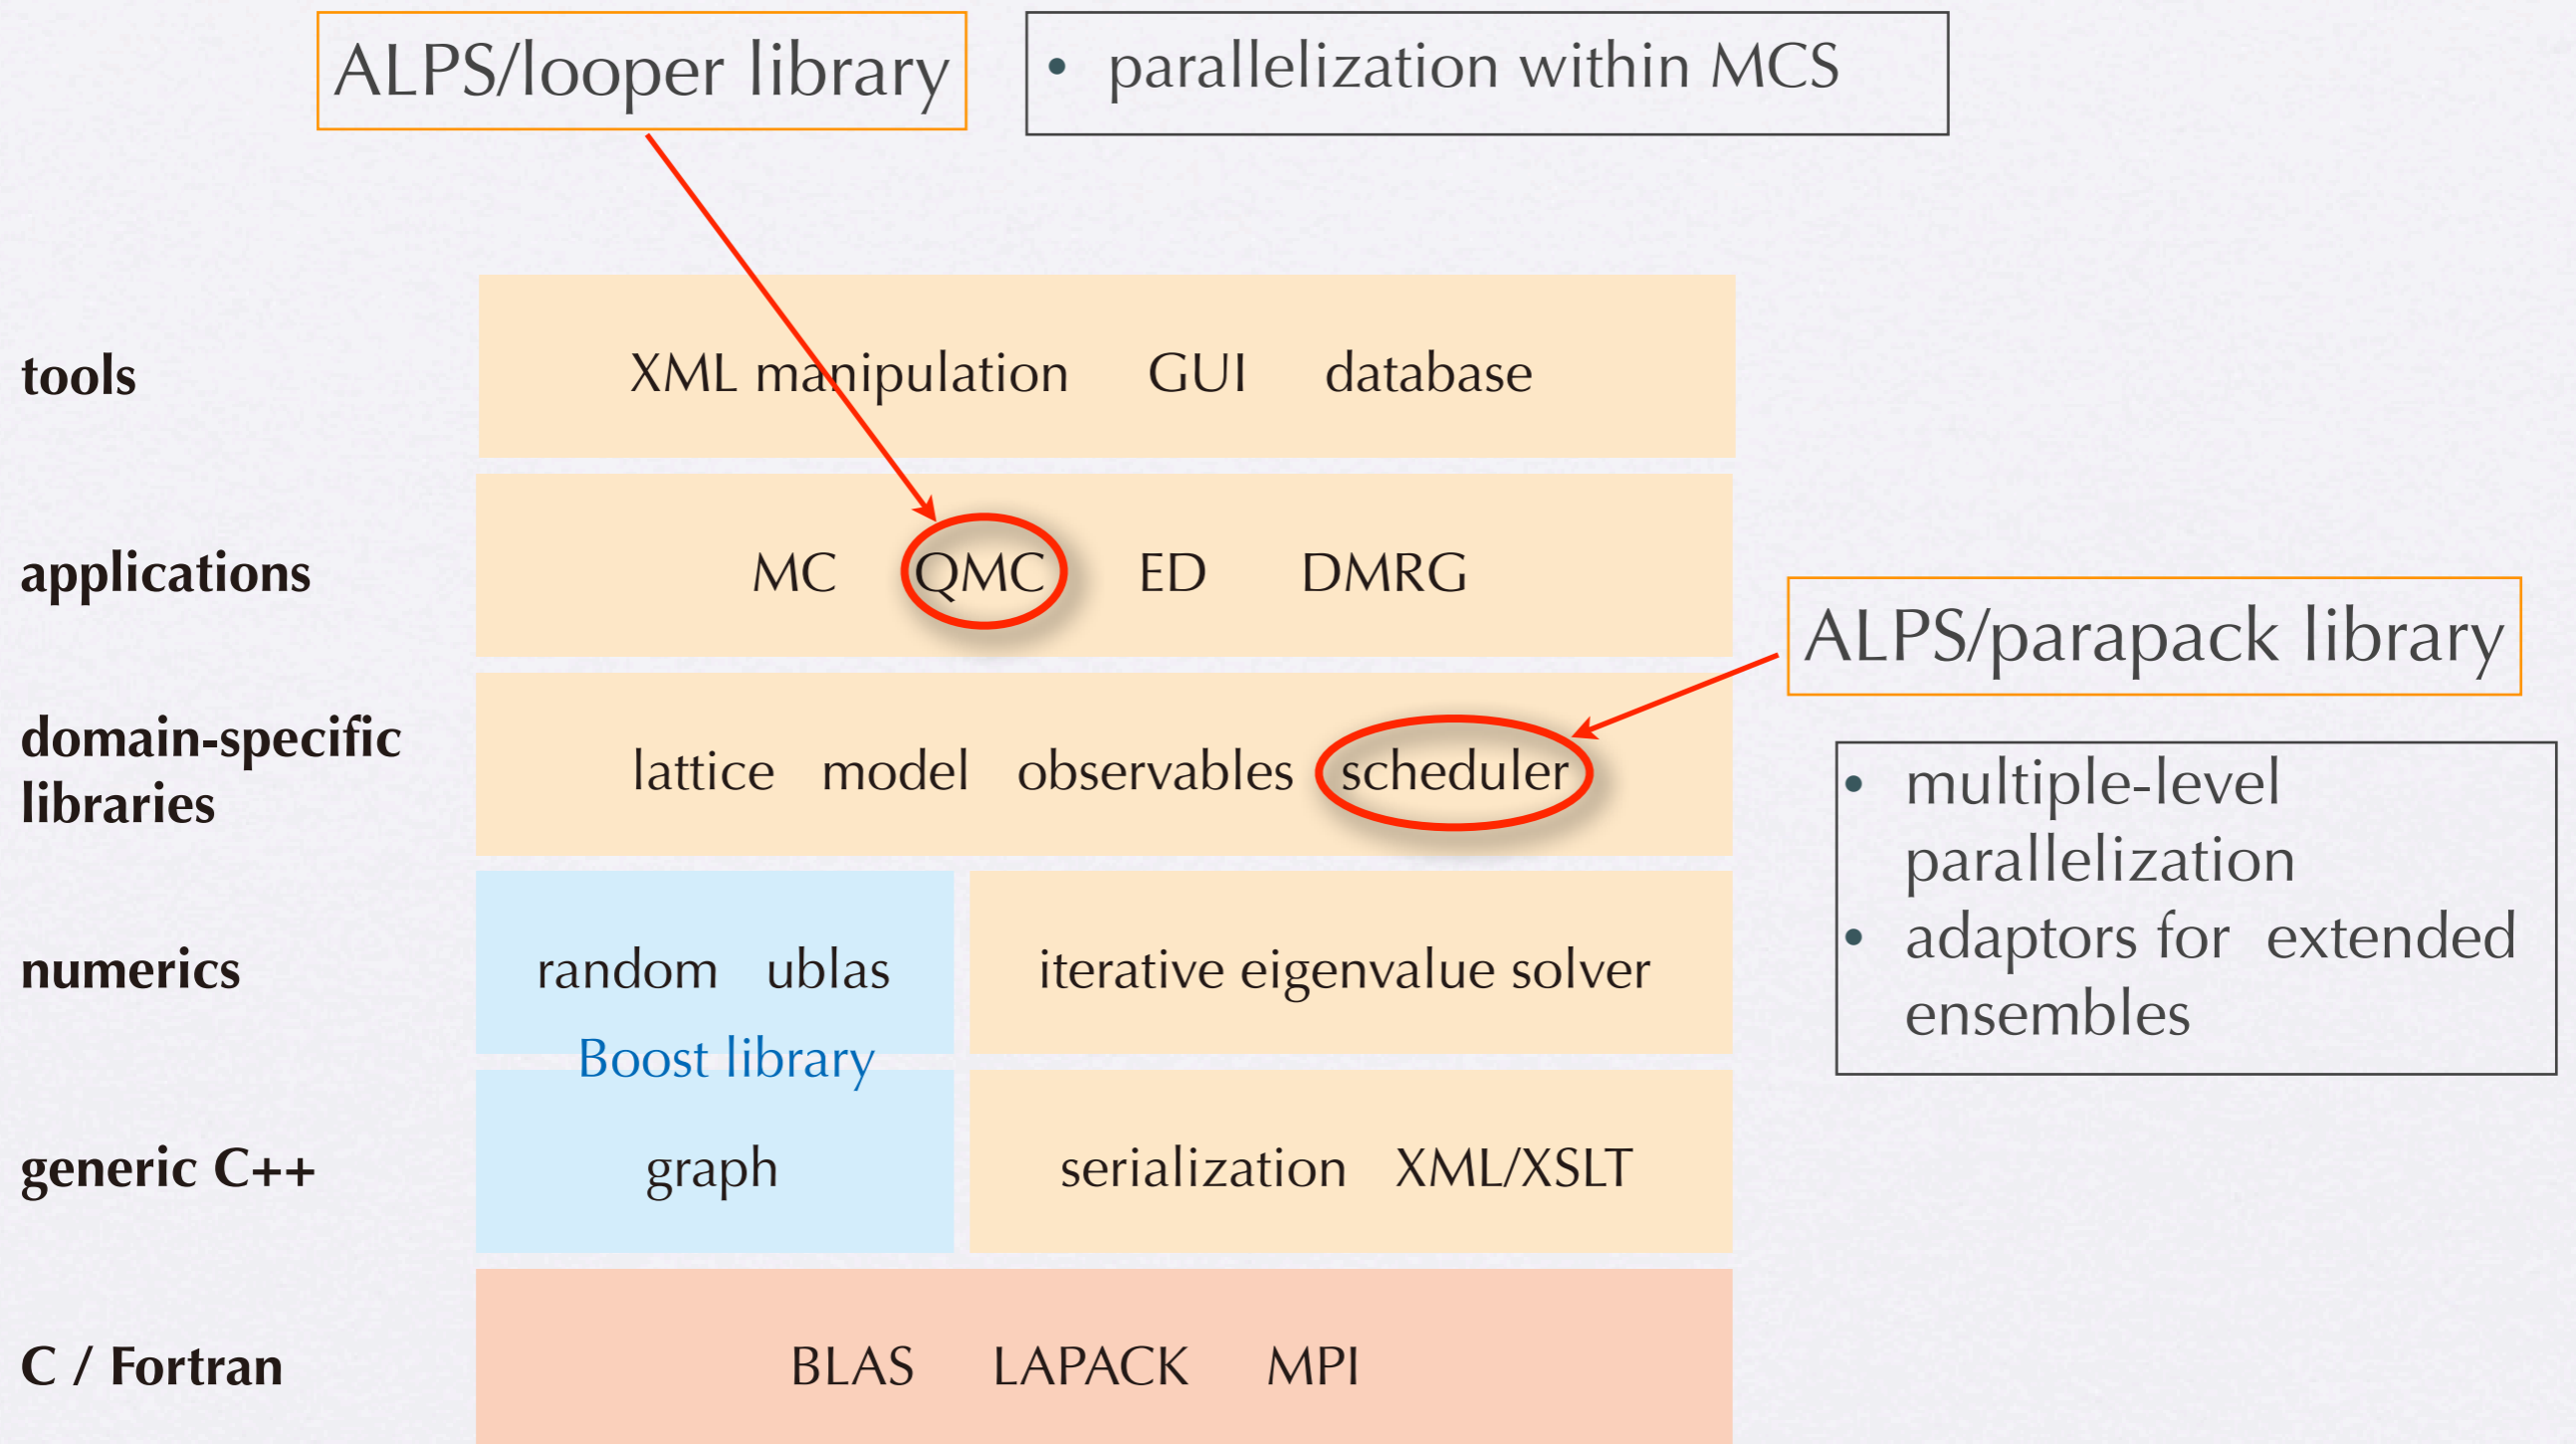 ALPS/looper library
• parallelization within MCS
tools
XML manipulation GUI database
applications
MC QMC ED DMRG
ALPS/parapack library
• multiple-level
parallelization
• adaptors for extended
ensembles
domain-specific
libraries
lattice model observables scheduler
numerics
random ublas
iterative eigenvalue solver
Boost library
generic C++
graph
serialization XML/XSLT
C / Fortran
BLAS LAPACK MPI